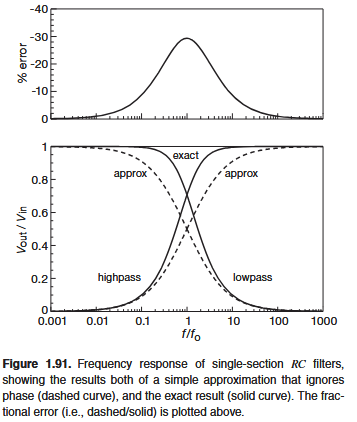 -40
-30
-20
-10
0
% error
1
0.8
0.6
0.4
0.2
0
Vout / Vin
exact
approx approx
highpass lowpass
0.001 0.01 0.1 1 10 100 1000
f/fo
Figure 1.91. Frequency response of single-section RC filters,
showing the results both of a simple approximation that ignores
phase (dashed curve), and the exact result (solid curve). The frac-
tional error (i.e., dashed/solid) is plotted above.